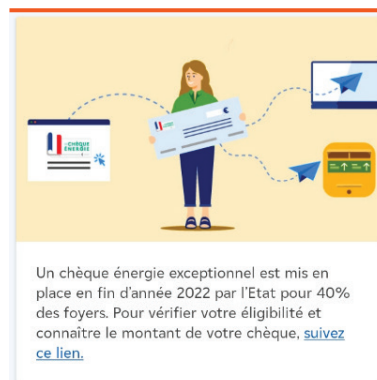 CHÈQUE
ÉNERGIE
Un chèque énergie exceptionnel est mis en
place en fin d'année 2022 par l'Etat pour 40%
des foyers. Pour vérifier votre éligibilité et
connaître le montant de votre chèque, suivez
ce lien.